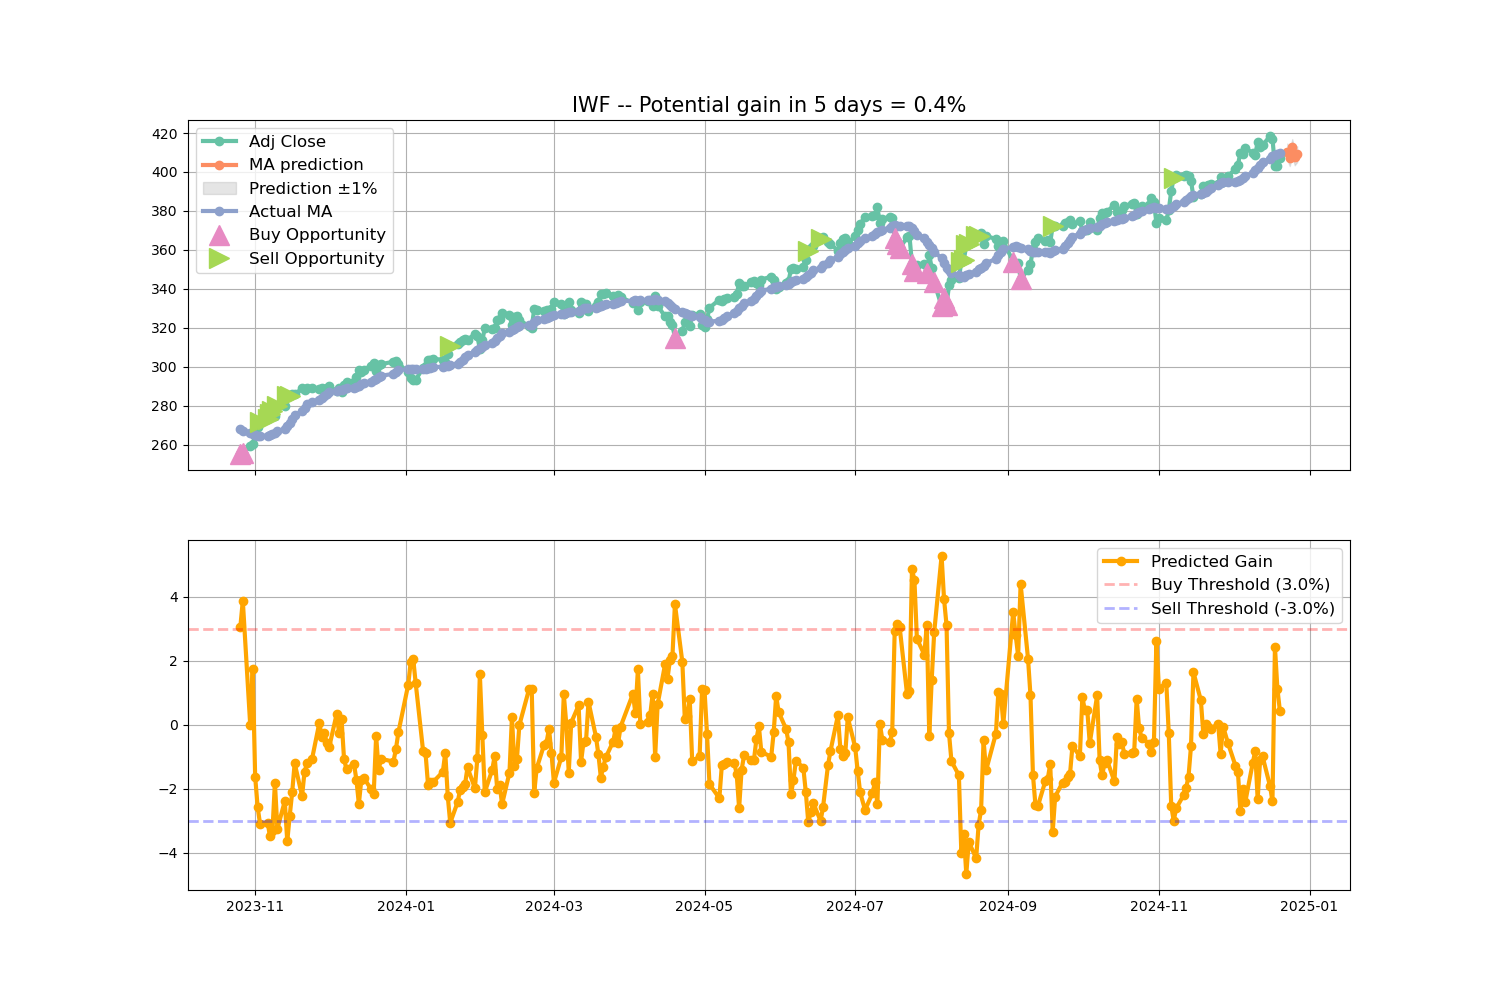 IWF -- Potential gain in 5 days = 0.4%
420
400
380
360
340
320
300
280
260
Adj Close
MA prediction
Prediction ±1%
Actual MA
Buy Opportunity
Sell Opportunity
4
2
0
−2
−4
Predicted Gain
Buy Threshold (3.0%)
Sell Threshold (-3.0%)
2023-11
2024-01
2024-03
2024-05
2024-07
2024-09
2024-11
2025-01